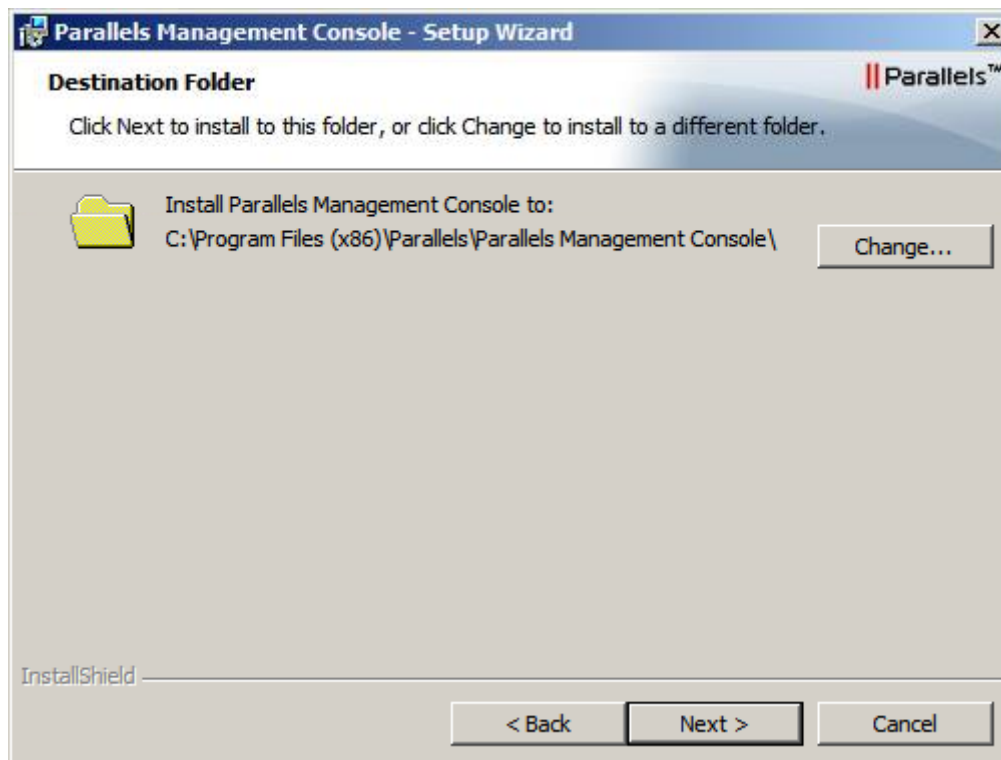 Parallels Management Console - Setup Wizard
Destination Folder
||Parallels™
Click Next to install to this folder, or click Change to install to a different folder.
Install Parallels Management Console to:
C:\Program Files (x86)\Parallels\Parallels Management Console\
Change...
InstallShield
< Back
Next >
Cancel